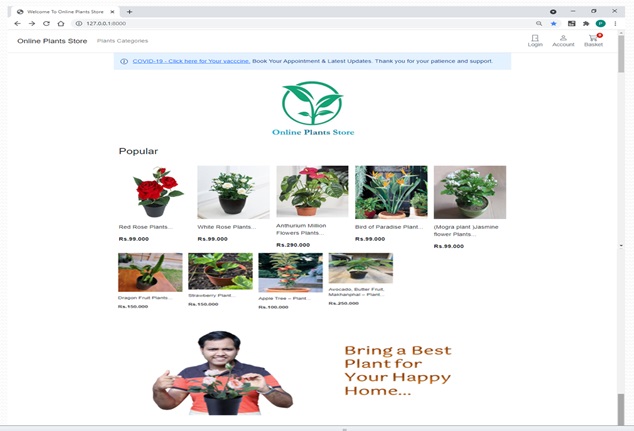 Welcome To Online Plants Store
127.0.0.1:8000
Online Plants Store
Plants Categories
Login
Account
0
Basket
COVID-19 - Click here for Your vacccine. Book Your Appointment & Latest Updates. Thank you for your patience and support.
Online Plants Store
Popular
Red Rose Plants...
Rs.99.000
White Rose Plants...
Rs.99.000
Anthurium Million
Flowers Plants...
Rs.290.000
Bird of Paradise Plant...
Rs.99.000
(Mogra plant )Jasmine
flower Plants...
Rs.99.000
Dragon Fruit Plants...
Rs.150.000
Strawberry Plant...
Rs.150.000
Apple Tree – Plant...
Rs.100.000
Avocado, Butter Fruit,
Makhanphal – Plant...
Rs.250.000
Bring a Best
Plant for
Your Happy
Home...